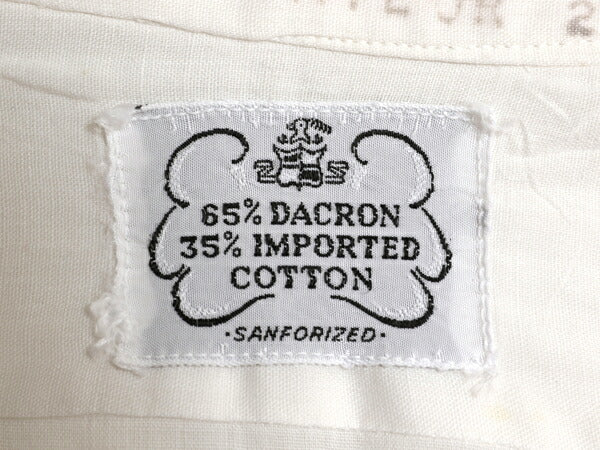 65% DACRON
35% IMPORTED
COTTON
·SANFORIZED·